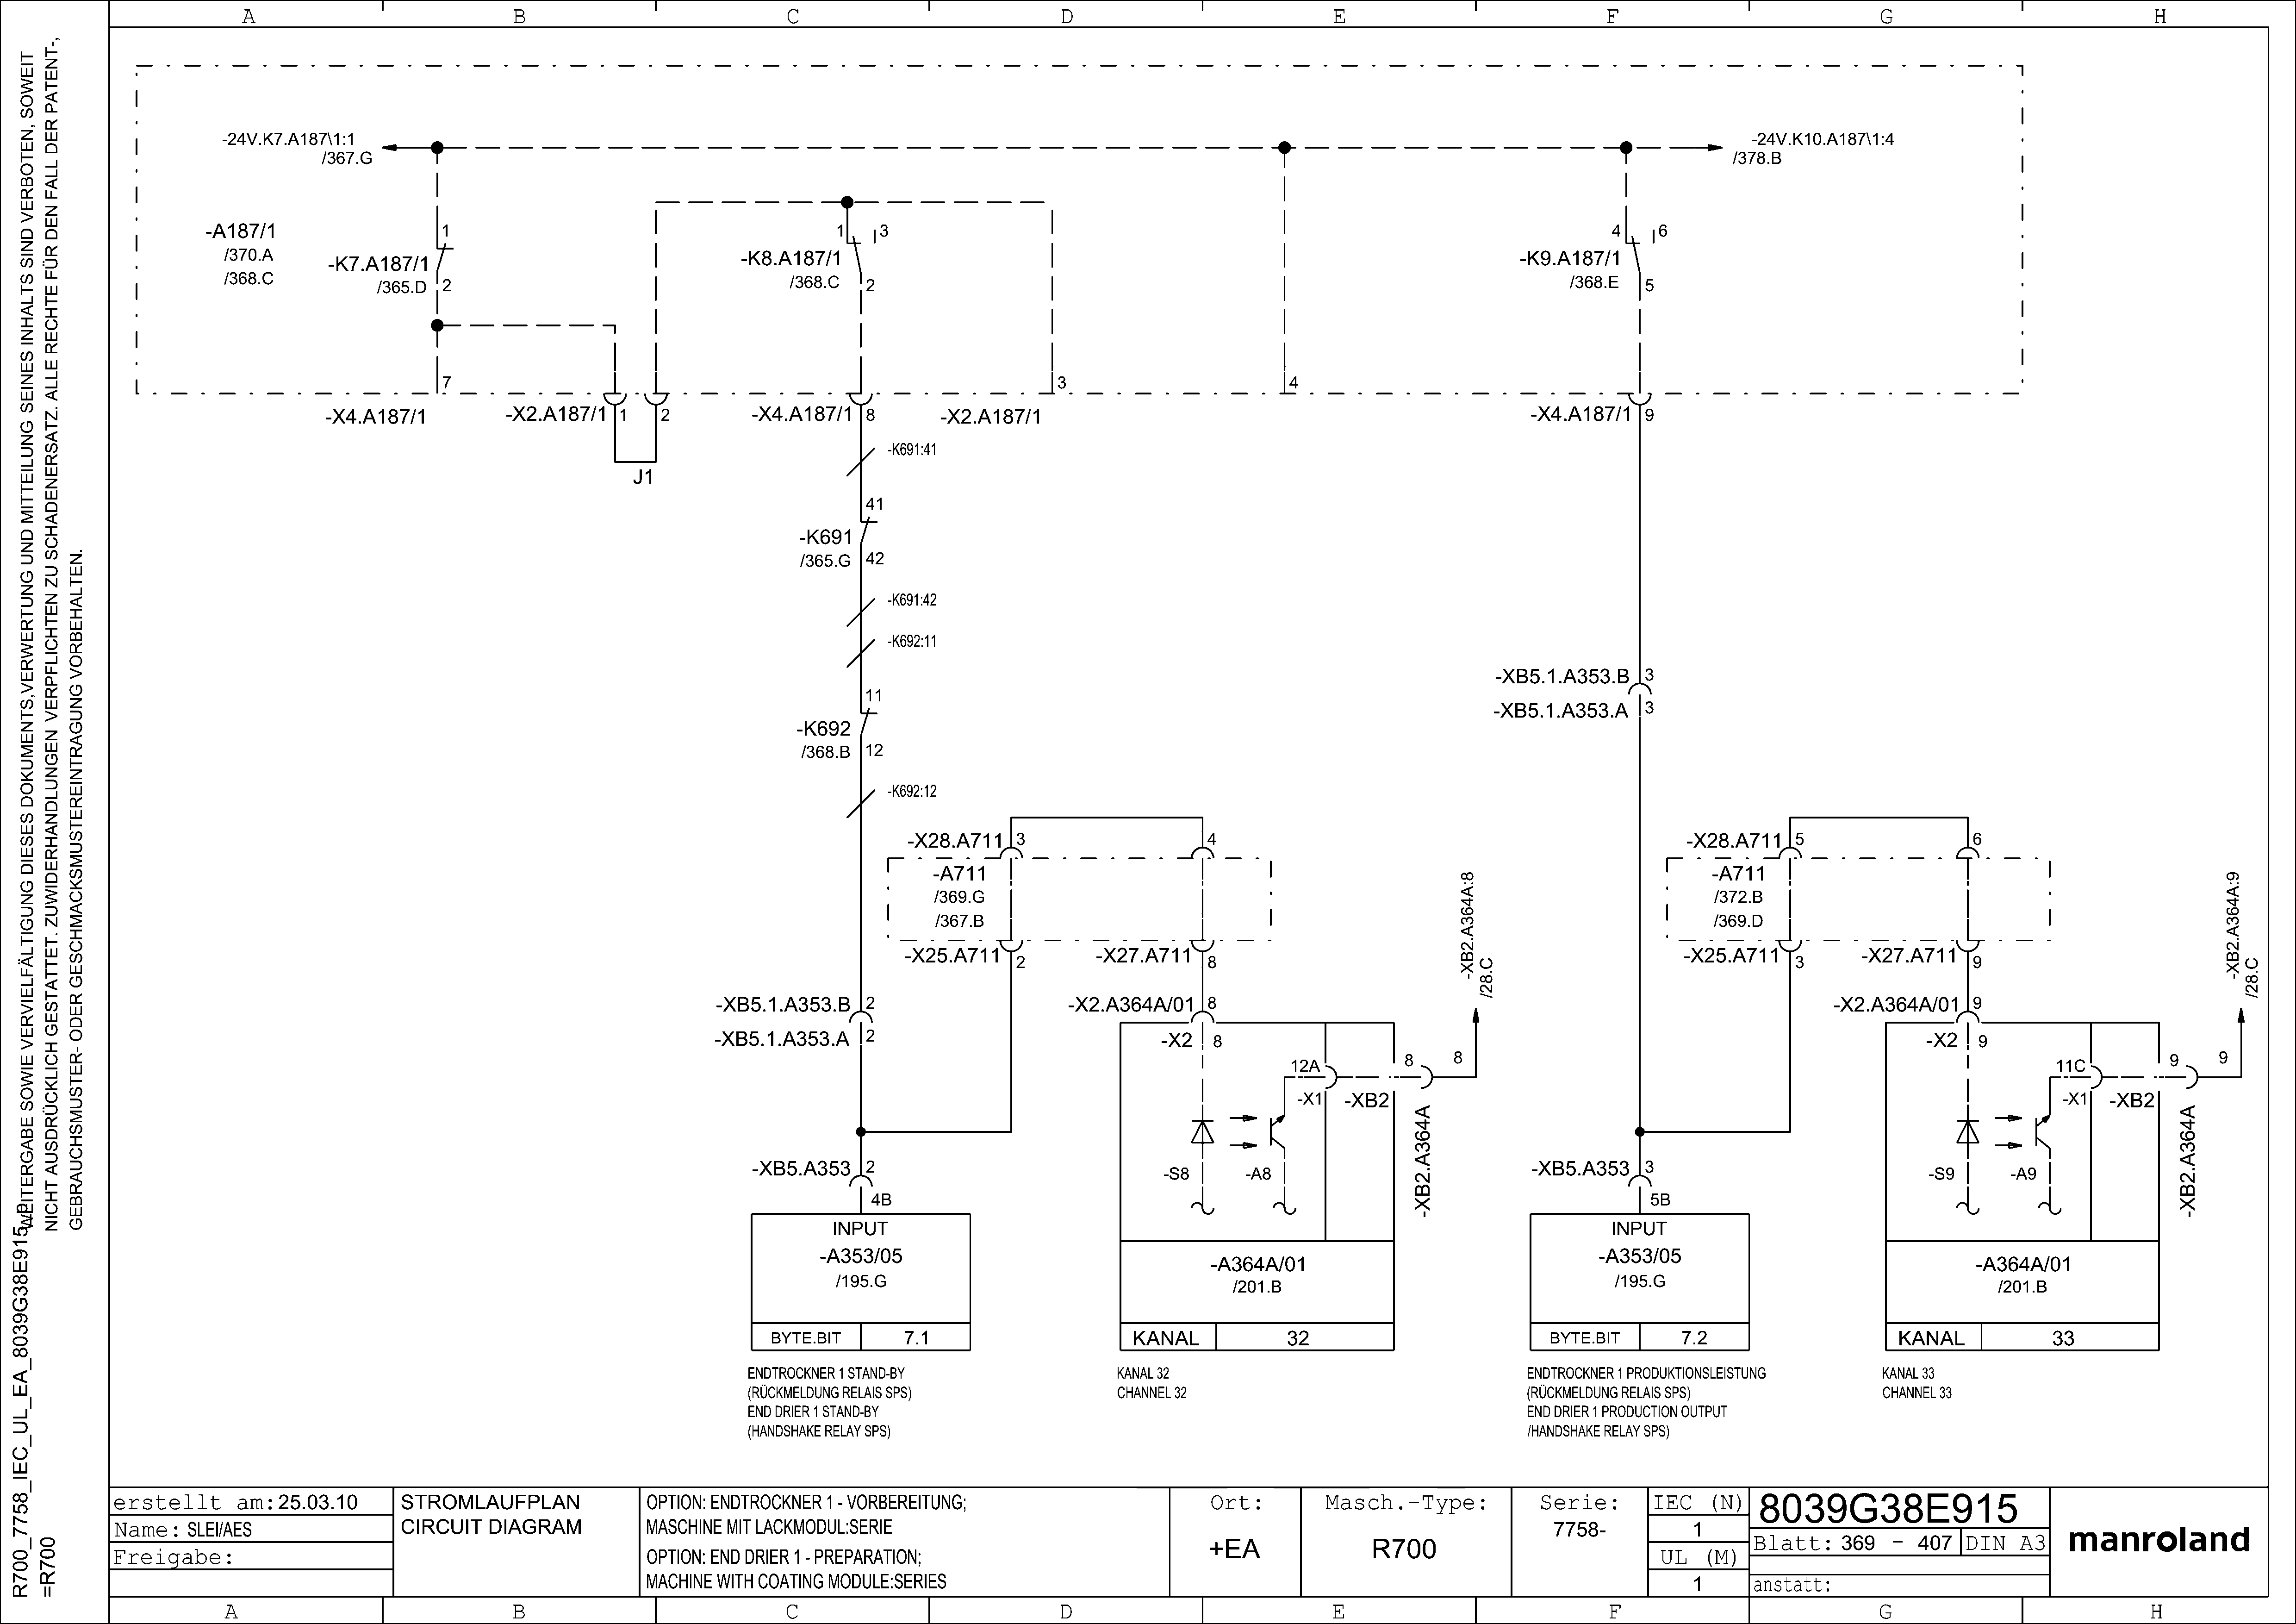 A B C D E F G H
WEITERGABE SOWIE VERVIELFÄLTIGUNG DIESES DOKUMENTS,VERWERTUNG UND MITTEILUNG SEINES INHALTS SIND VERBOTEN, SOWEIT
NICHT AUSDRÜCKLICH GESTATTET. ZUWIDERHANDLUNGEN VERPFLICHTEN ZU SCHADENERSATZ. ALLE RECHTE FÜR DEN FALL DER PATENT-,
GEBRAUCHSMUSTER- ODER GESCHMACKSMUSTEREINTRAGUNG VORBEHALTEN.
=R700
-24V.K7.A187\1:1
/367.G
-24V.K10.A187\1:4
/378.B
-A187/1
/370.A
/368.C
1
-K7.A187/1
/365.D 2
1 3
-K8.A187/1
/368.C 2
4 6
-K9.A187/1
/368.E 5
7
3
4
-X4.A187/1
-X2.A187/1 1 2
-X4.A187/1 8
-X2.A187/1
-X4.A187/1 9
J1
-K691:41
41
-K691
/365.G 42
-K691:42
-K692:11
11
-K692
/368.B 12
-K692:12
-XB5.1.A353.B 3
-XB5.1.A353.A 3
-X28.A711 3 4
-A711
/369.G
/367.B
-X25.A711 2
-X27.A711 8
-XB2.A364A:8
/28.C
-X28.A711 5 6
-A711
/372.B
/369.D
-X25.A711 3
-X27.A711 9
-XB2.A364A:9
/28.C
-XB5.1.A353.B 2
-XB5.1.A353.A 2
-X2.A364A/01 8
-X2 8
12A 8 8
-X1 -XB2
-XB2.A364A
-S8 -A8
-X2.A364A/01 9
-X2 9
11C 9 9
-X1 -XB2
-XB2.A364A
-S9 -A9
-XB5.A353 2
4B
INPUT
-A353/05
/195.G
BYTE.BIT 7.1
-A364A/01
/201.B
KANAL 32
-XB5.A353 3
5B
INPUT
-A353/05
/195.G
BYTE.BIT 7.2
-A364A/01
/201.B
KANAL 33
ENDTROCKNER 1 STAND-BY
(RÜCKMELDUNG RELAIS SPS)
END DRIER 1 STAND-BY
(HANDSHAKE RELAY SPS)
KANAL 32
CHANNEL 32
ENDTROCKNER 1 PRODUKTIONSLEISTUNG
(RÜCKMELDUNG RELAIS SPS)
END DRIER 1 PRODUCTION OUTPUT
/HANDSHAKE RELAY SPS)
KANAL 33
CHANNEL 33
erstellt am: 25.03.10
Name: SLEI/AES
Freigabe:
STROMLAUFPLAN
CIRCUIT DIAGRAM
OPTION: ENDTROCKNER 1 - VORBEREITUNG;
MASCHINE MIT LACKMODUL:SERIE
OPTION: END DRIER 1 - PREPARATION;
MACHINE WITH COATING MODULE:SERIES
Ort:
+EA
Masch.-Type:
R700
Serie:
7758-
IEC (N)
1
UL (M)
1
8039G38E915
Blatt: 369 - 407 DIN A3
anstatt:
manroland
A B C D E F G H